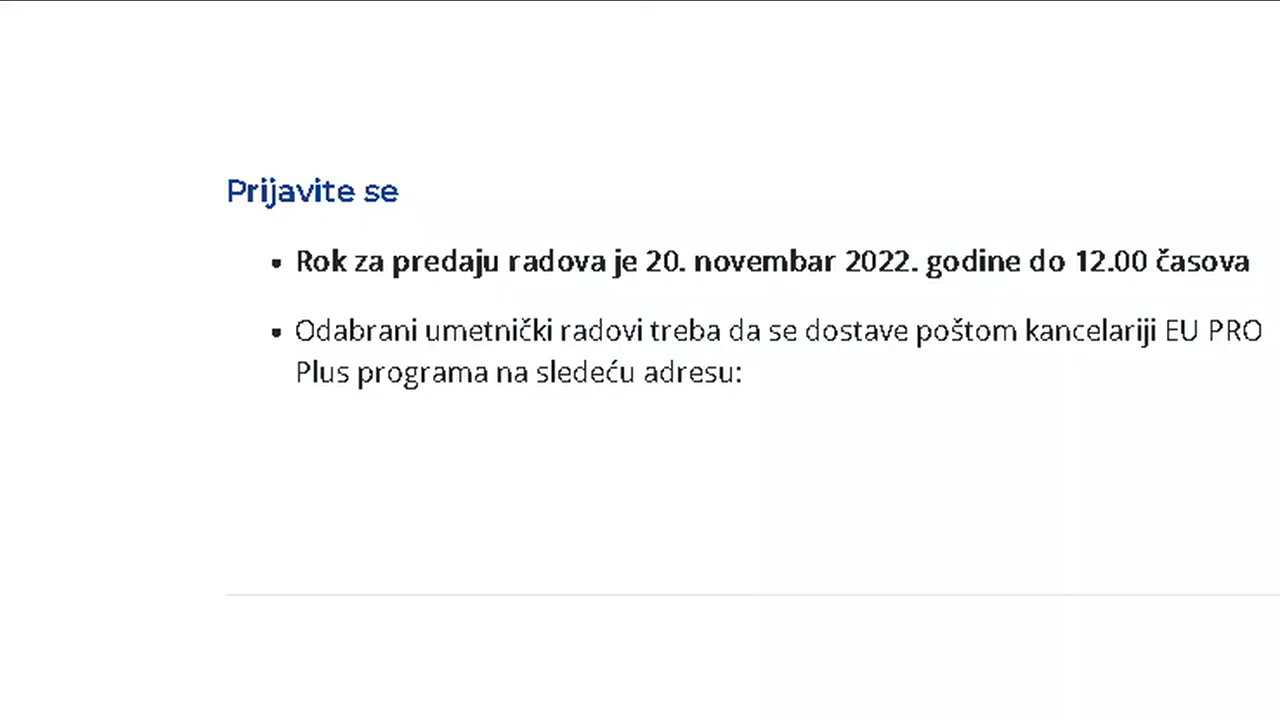 Prijavite se
Rok za predaju radova je 20. novembar 2022. godine do 12.00 časova
Odabrani umetnički radovi treba da se dostave poštom kancelariji EU PRO
Plus programa na sledeću adresu: